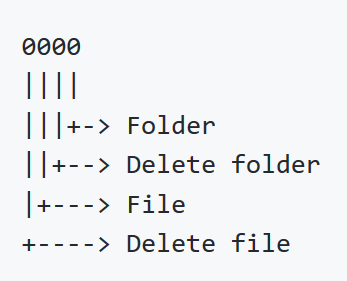 0000
||||
|||+-> Folder
||+--> Delete folder
|+---> File
+----> Delete file